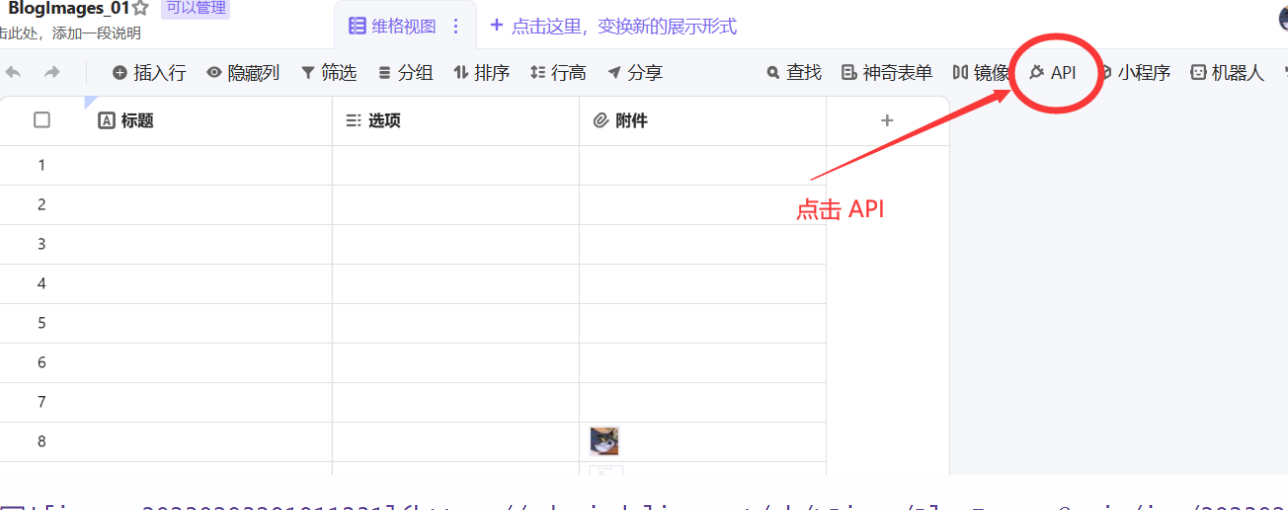 BlogImages_01 可以管理
击此处，添加一段说明
维格视图 点击这里，变换新的展示形式
插入行 隐藏列 筛选 分组 排序 行高 分享 查找 神奇表单 镜像 API 小程序 机器人
标题 选项 附件
1
2
3
4
5
6
7
8
点击 API